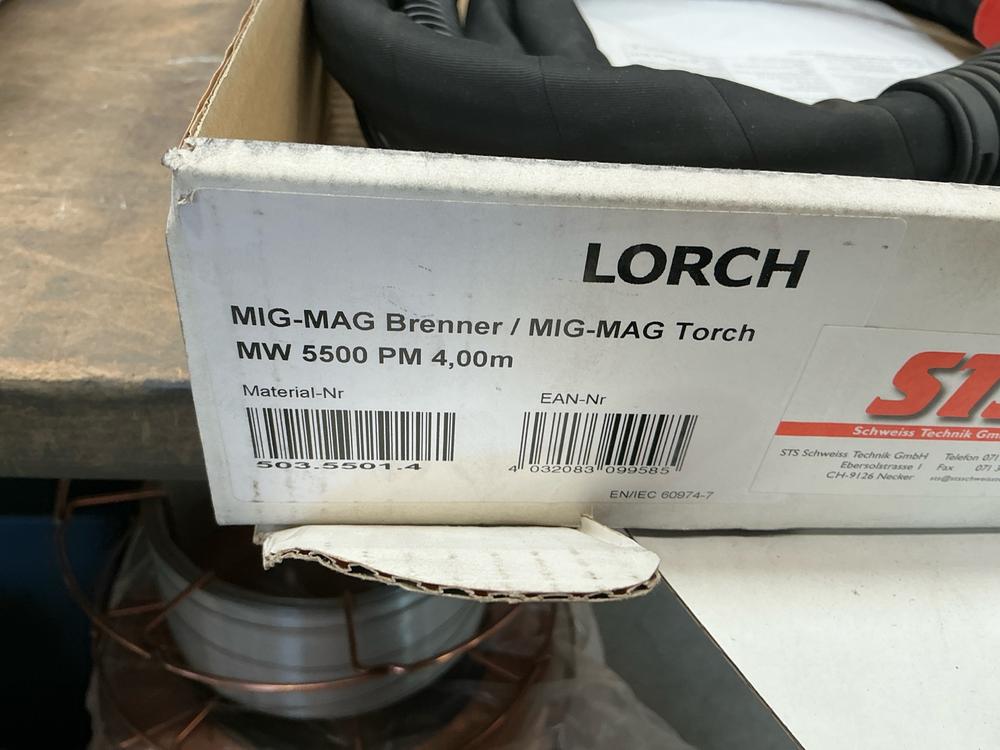 LORCH
MIG-MAG Brenner / MIG-MAG Torch
MW 5500 PM 4,00m
Material-Nr
503.5501.4
EAN-Nr
4 032083 099585
EN/IEC 60974-7
STS
Schweiss Technik Gm
STS Schweiss Technik GmbH Telefon 071
Ebersolstrasse 1 Fax 071
CH-9126 Necker